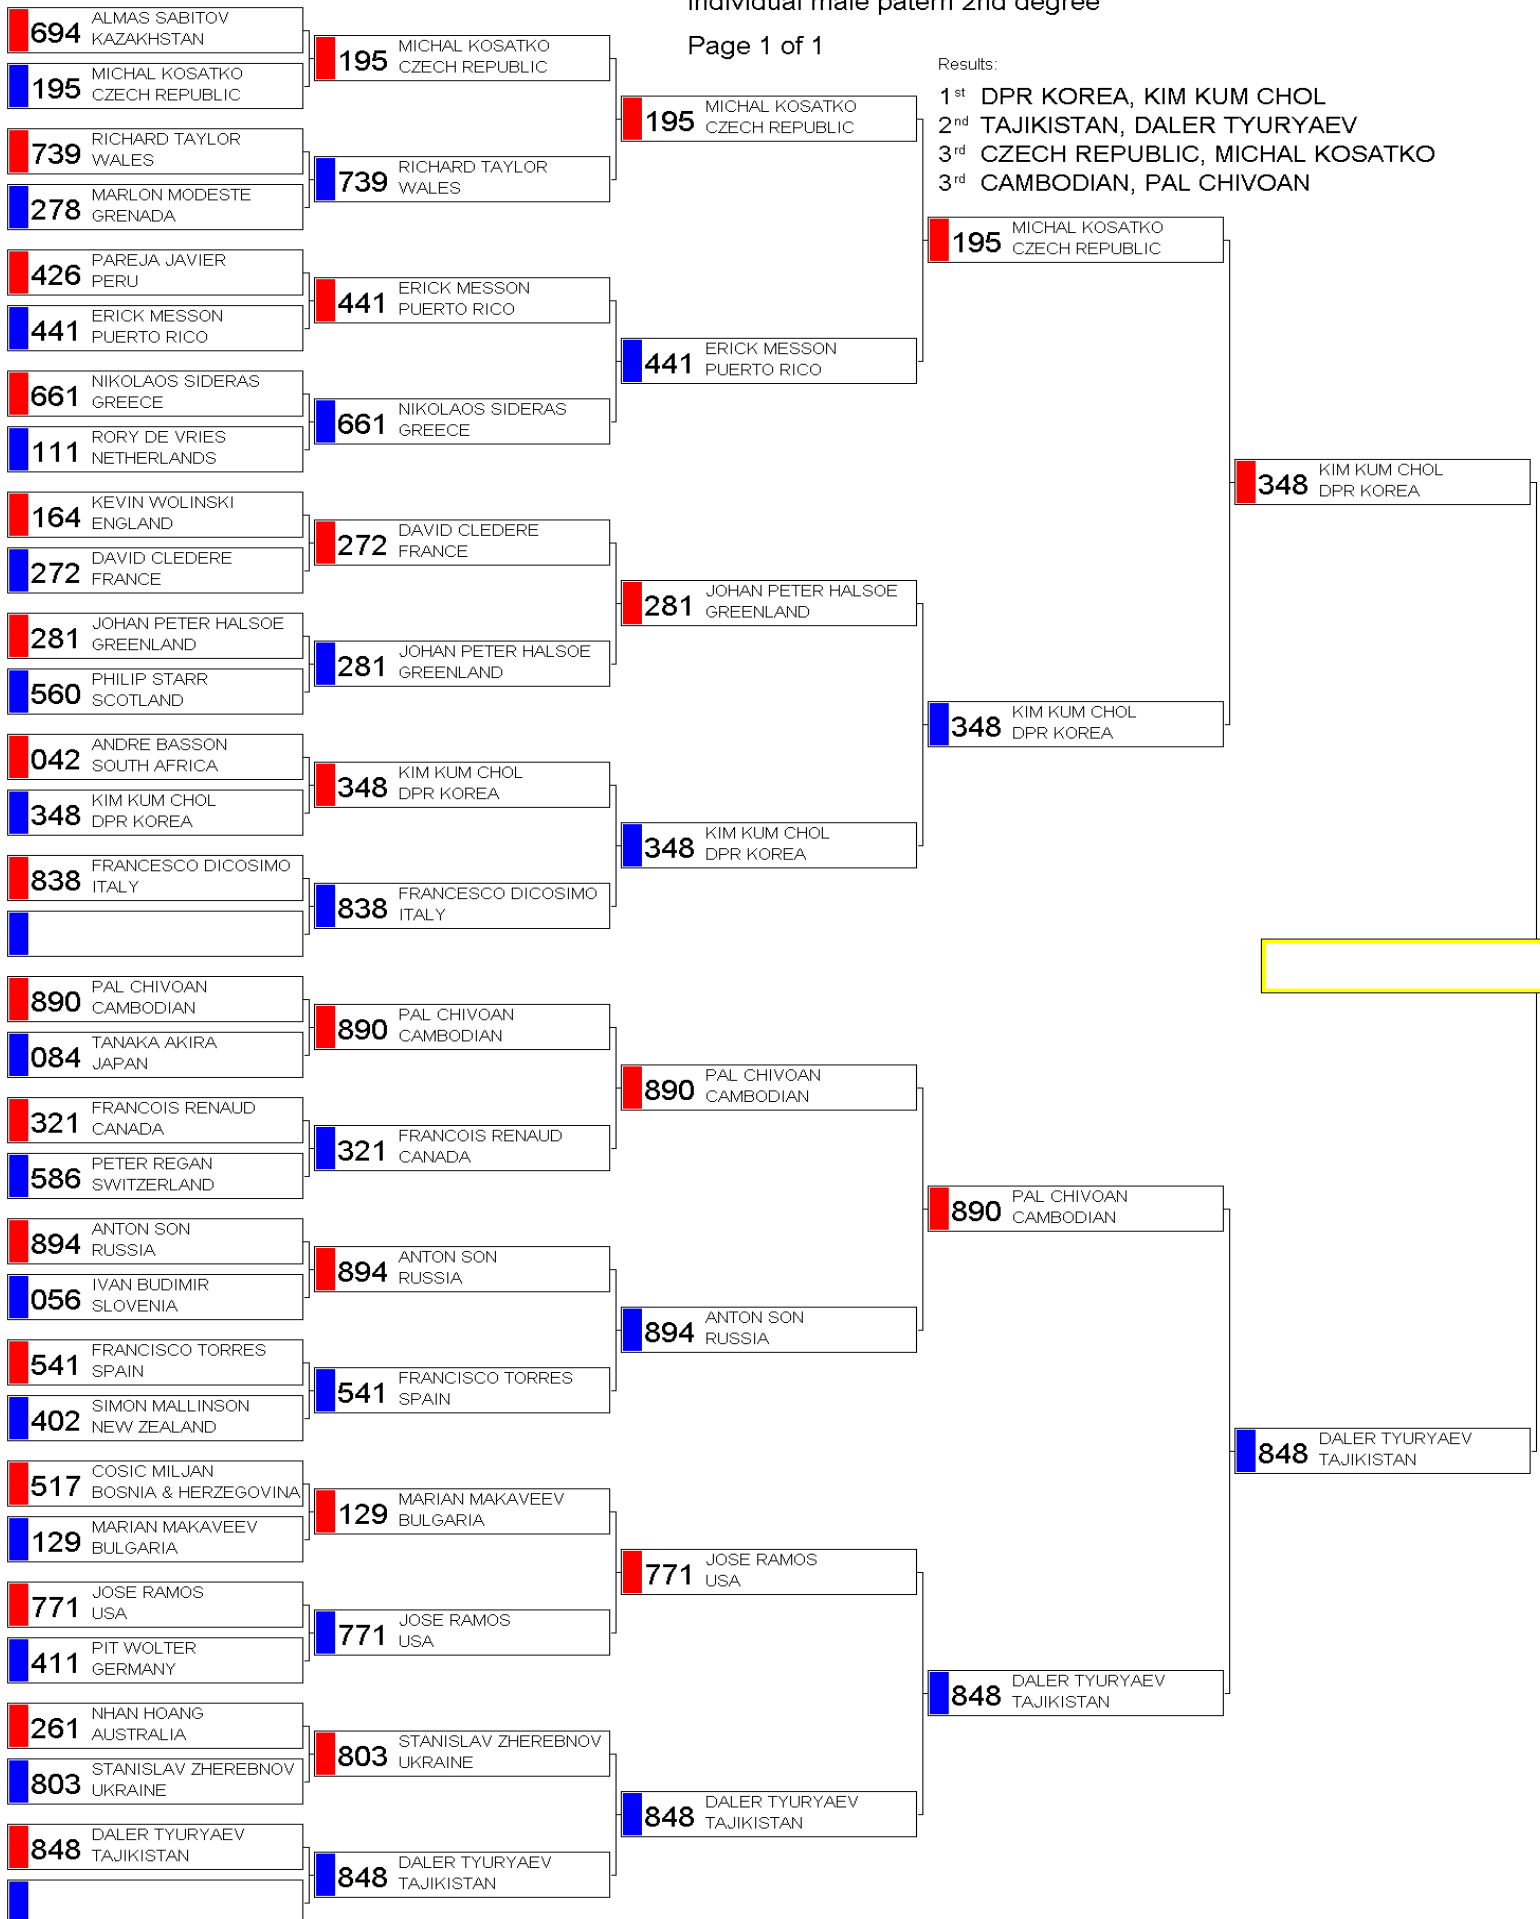 individual male patern 2nd degree
Page 1 of 1
Results:
1st DPR KOREA, KIM KUM CHOL
2nd TAJIKISTAN, DALER TYURYAEV
3rd CZECH REPUBLIC, MICHAL KOSATKO
3rd CAMBODIAN, PAL CHIVOAN
694 ALMAS SABITOV
KAZAKHSTAN
195 MICHAL KOSATKO
CZECH REPUBLIC
739 RICHARD TAYLOR
WALES
278 MARLON MODESTE
GRENADA
426 PAREJA JAVIER
PERU
441 ERICK MESSON
PUERTO RICO
661 NIKOLAOS SIDERAS
GREECE
111 RORY DE VRIES
NETHERLANDS
164 KEVIN WOLINSKI
ENGLAND
272 DAVID CLEDERE
FRANCE
281 JOHAN PETER HALSOE
GREENLAND
560 PHILIP STARR
SCOTLAND
042 ANDRE BASSON
SOUTH AFRICA
348 KIM KUM CHOL
DPR KOREA
838 FRANCESCO DICOSIMO
ITALY
890 PAL CHIVOAN
CAMBODIAN
084 TANAKA AKIRA
JAPAN
321 FRANCOIS RENAUD
CANADA
586 PETER REGAN
SWITZERLAND
894 ANTON SON
RUSSIA
056 IVAN BUDIMIR
SLOVENIA
541 FRANCISCO TORRES
SPAIN
402 SIMON MALLINSON
NEW ZEALAND
517 COSIC MILJAN
BOSNIA & HERZEGOVINA
129 MARIAN MAKAVEEV
BULGARIA
771 JOSE RAMOS
USA
411 PIT WOLTER
GERMANY
261 NHAN HOANG
AUSTRALIA
803 STANISLAV ZHEREBNOV
UKRAINE
848 DALER TYURYAEV
TAJIKISTAN
195 MICHAL KOSATKO
CZECH REPUBLIC
739 RICHARD TAYLOR
WALES
441 ERICK MESSON
PUERTO RICO
661 NIKOLAOS SIDERAS
GREECE
272 DAVID CLEDERE
FRANCE
281 JOHAN PETER HALSOE
GREENLAND
348 KIM KUM CHOL
DPR KOREA
838 FRANCESCO DICOSIMO
ITALY
890 PAL CHIVOAN
CAMBODIAN
321 FRANCOIS RENAUD
CANADA
894 ANTON SON
RUSSIA
541 FRANCISCO TORRES
SPAIN
129 MARIAN MAKAVEEV
BULGARIA
771 JOSE RAMOS
USA
803 STANISLAV ZHEREBNOV
UKRAINE
848 DALER TYURYAEV
TAJIKISTAN
195 MICHAL KOSATKO
CZECH REPUBLIC
441 ERICK MESSON
PUERTO RICO
281 JOHAN PETER HALSOE
GREENLAND
348 KIM KUM CHOL
DPR KOREA
890 PAL CHIVOAN
CAMBODIAN
894 ANTON SON
RUSSIA
771 JOSE RAMOS
USA
848 DALER TYURYAEV
TAJIKISTAN
195 MICHAL KOSATKO
CZECH REPUBLIC
348 KIM KUM CHOL
DPR KOREA
890 PAL CHIVOAN
CAMBODIAN
848 DALER TYURYAEV
TAJIKISTAN
348 KIM KUM CHOL
DPR KOREA
848 DALER TYURYAEV
TAJIKISTAN